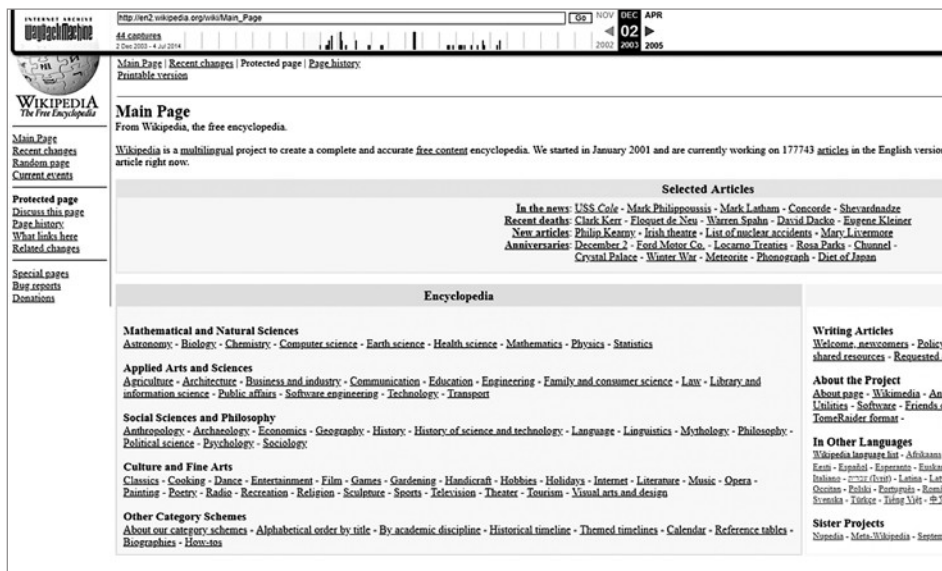 INTERNET ARCHIVE
WayBackMachine
http://en2.wikipedia.org/wiki/Main_Page
Go
NOV DEC APR
44 captures
02
2 Dec 2003 - 4 Jul 2014
2002 2003 2005
Main Page | Recent changes | Protected page | Page history
Printable version
WIKIPEDIA
The Free Encyclopedia
Main Page
Recent changes
Random page
Current events
Protected page
Discuss this page
Page history
What links here
Related changes
Special pages
Bug reports
Donations
Main Page
From Wikipedia, the free encyclopedia.
Wikipedia is a multilingual project to create a complete and accurate free content encyclopedia. We started in January 2001 and are currently working on 177743 articles in the English versio
article right now.
Selected Articles
In the news: USS Cole - Mark Philippoussis - Mark Latham - Concorde - Shevardnadze
Recent deaths: Clark Kerr - Floquet de Neu - Warren Spahn - David Dacko - Eugene Kleiner
New articles: Philip Kearny - Irish theatre - List of nuclear accidents - Mary Livermore
Anniversaries: December 2 - Ford Motor Co. - Locarno Treaties - Rosa Parks - Chunnel -
Crystal Palace - Winter War - Meteorite - Phonograph - Diet of Japan
Encyclopedia
Mathematical and Natural Sciences
Astronomy - Biology - Chemistry - Computer science - Earth science - Health science - Mathematics - Physics - Statistics
Applied Arts and Sciences
Agriculture - Architecture - Business and industry - Communication - Education - Engineering - Family and consumer science - Law - Library and
information science - Public affairs - Software engineering - Technology - Transport
Social Sciences and Philosophy
Anthropology - Archaeology - Economics - Geography - History - History of science and technology - Language - Linguistics - Mythology - Philosophy -
Political science - Psychology - Sociology
Culture and Fine Arts
Classics - Cooking - Dance - Entertainment - Film - Games - Gardening - Handicraft - Hobbies - Holidays - Internet - Literature - Music - Opera -
Painting - Poetry - Radio - Recreation - Religion - Sculpture - Sports - Television - Theater - Tourism - Visual arts and design
Other Category Schemes
About our category schemes - Alphabetical order by title - By academic discipline - Historical timeline - Themed timelines - Calendar - Reference tables -
Biographies - How-tos
Writing Articles
Welcome, newcomers - Policy
shared resources - Requested
About the Project
About page - Wikimedia - An
Utilities - Software - Friends
TomeRaider format -
In Other Languages
Wikipedia language list - Afrikaans
Eesti - Español - Esperanto - Euskar
Italiano - עברית (Ivrit) - Latina - Lat
Occitan - Polski - Português - Rom
Svenska - Türkçe - Tiếng Việt - 中
Sister Projects
Nupedia - Meta-Wikipedia - Septem